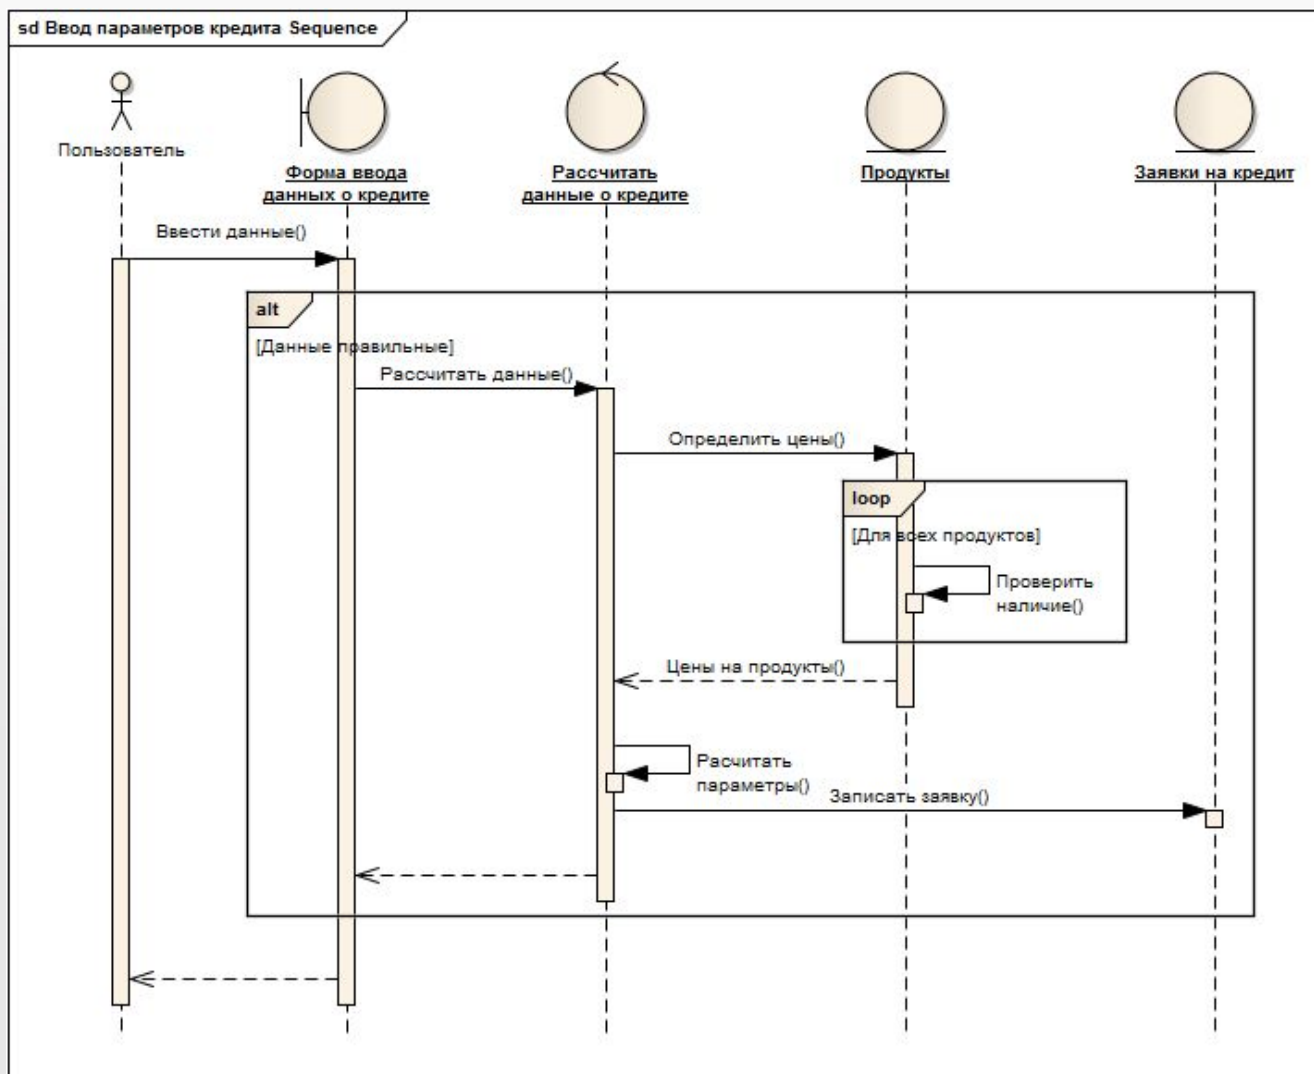 sd Ввод параметров кредита Sequence
Пользователь
Форма ввода
данных о кредите
Рассчитать
данные о кредите
Продукты
Заявки на кредит
Ввести данные()
alt
[Данные правильные]
Рассчитать данные()
Определить цены()
loop
[Для всех продуктов]
Проверить
наличие()
Цены на продукты()
Расчитать
параметры()
Записать заявку()